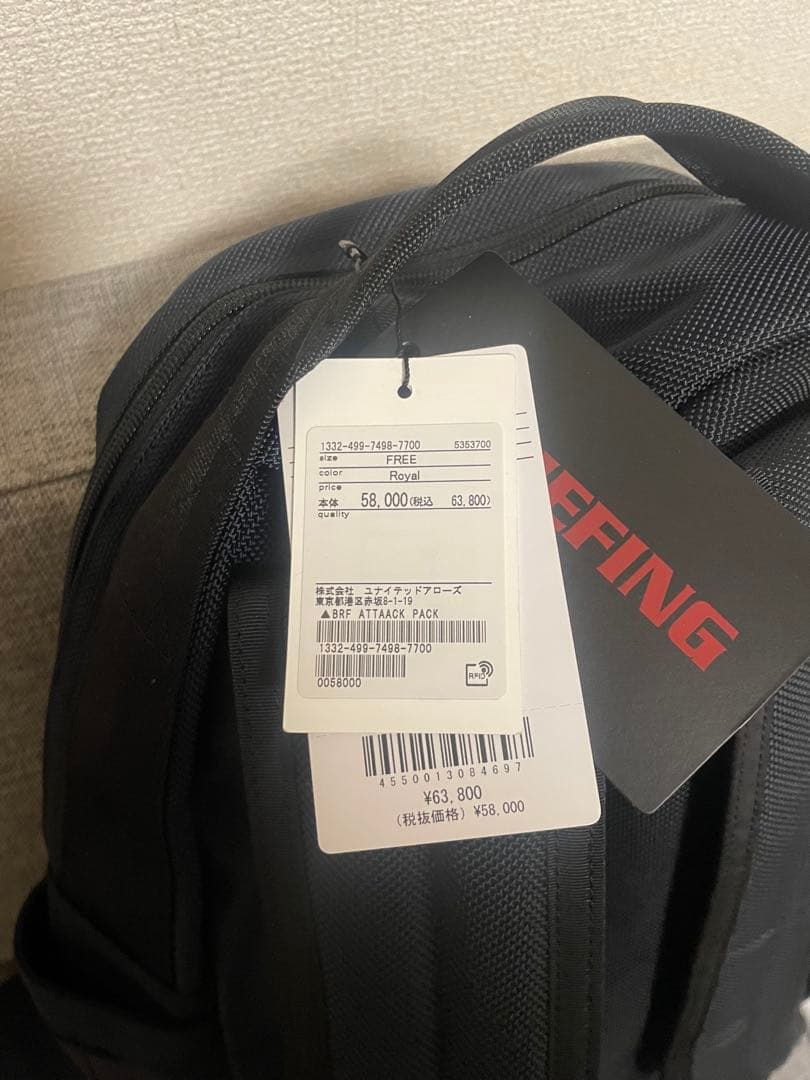 1332-499-7498-7700 5353700
size FREE
color Royal
price
本体 58,000(税込 63,800)
quality
株式会社 ユナイテッドアローズ
東京都港区赤坂8-1-19
▲BRF ATTAACK PACK
1332-499-7498-7700
0058000
RFID
4550013084697
¥63,800
(税抜価格) ¥58,000
EFING